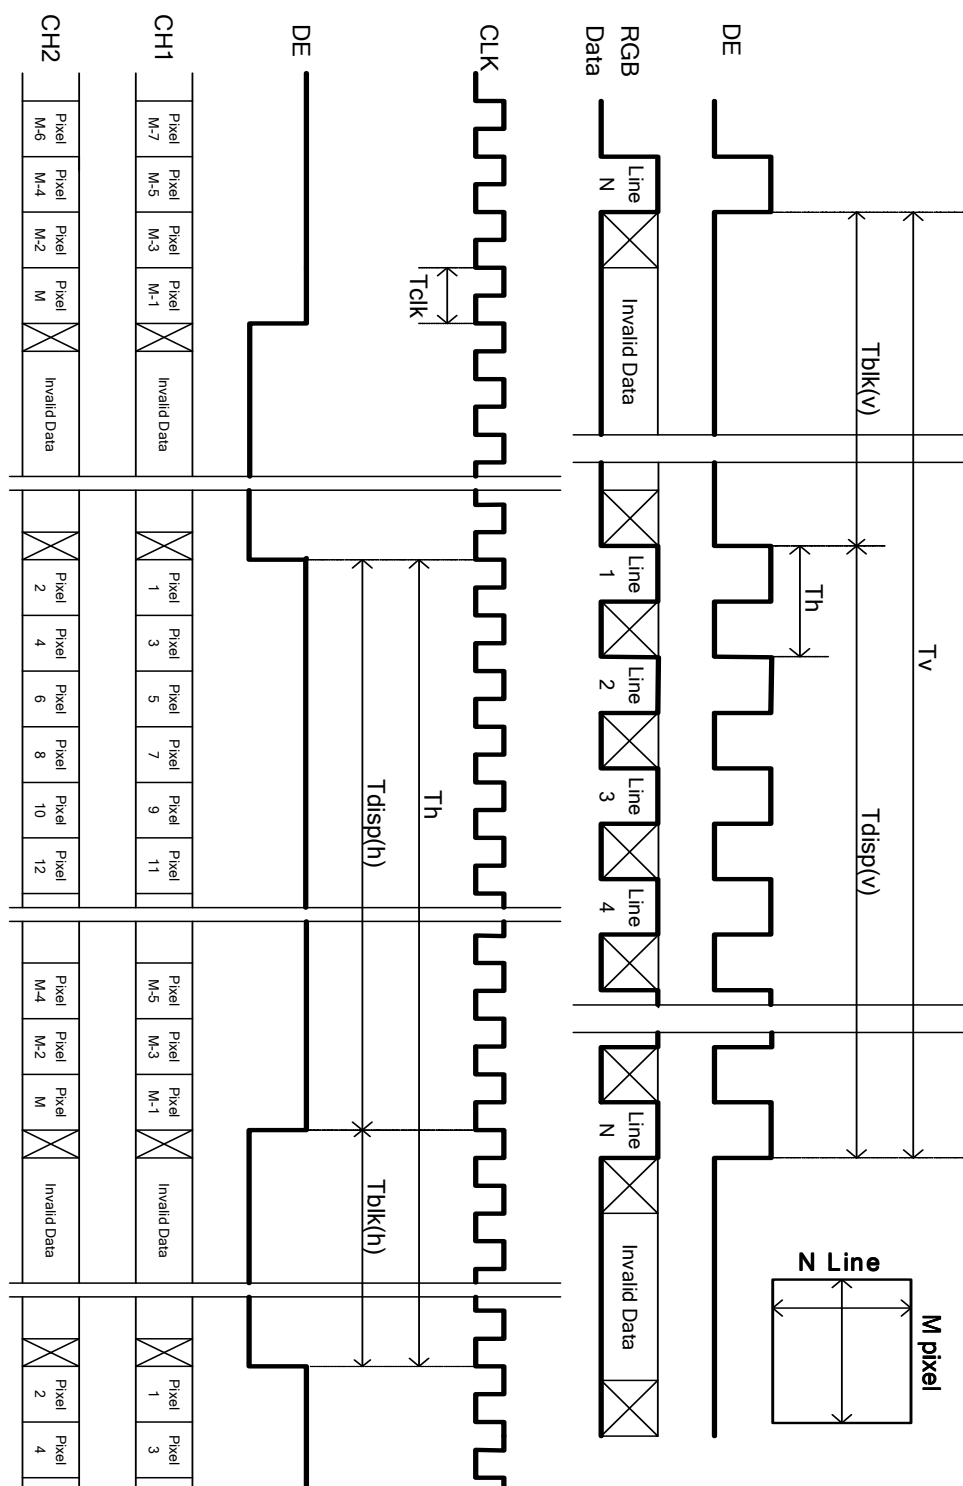 DE
Tv
Tblk(v)
Tdisp(v)
Th
M pixel
N Line
RGB
Data
Line
N
Invalid Data
Line
1
Line
2
Line
3
Line
4
Line
N
Invalid Data
CLK
Tclk
Th
Tdisp(h)
Tblk(h)
DE
CH1
Pixel
M-7
Pixel
M-5
Pixel
M-3
Pixel
M-1
Invalid Data
Pixel
1
Pixel
3
Pixel
5
Pixel
7
Pixel
9
Pixel
11
Pixel
M-5
Pixel
M-3
Pixel
M-1
Invalid Data
Pixel
1
Pixel
3
CH2
Pixel
M-6
Pixel
M-4
Pixel
M-2
Pixel
M
Invalid Data
Pixel
2
Pixel
4
Pixel
6
Pixel
8
Pixel
10
Pixel
12
Pixel
M-4
Pixel
M-2
Pixel
M
Invalid Data
Pixel
2
Pixel
4